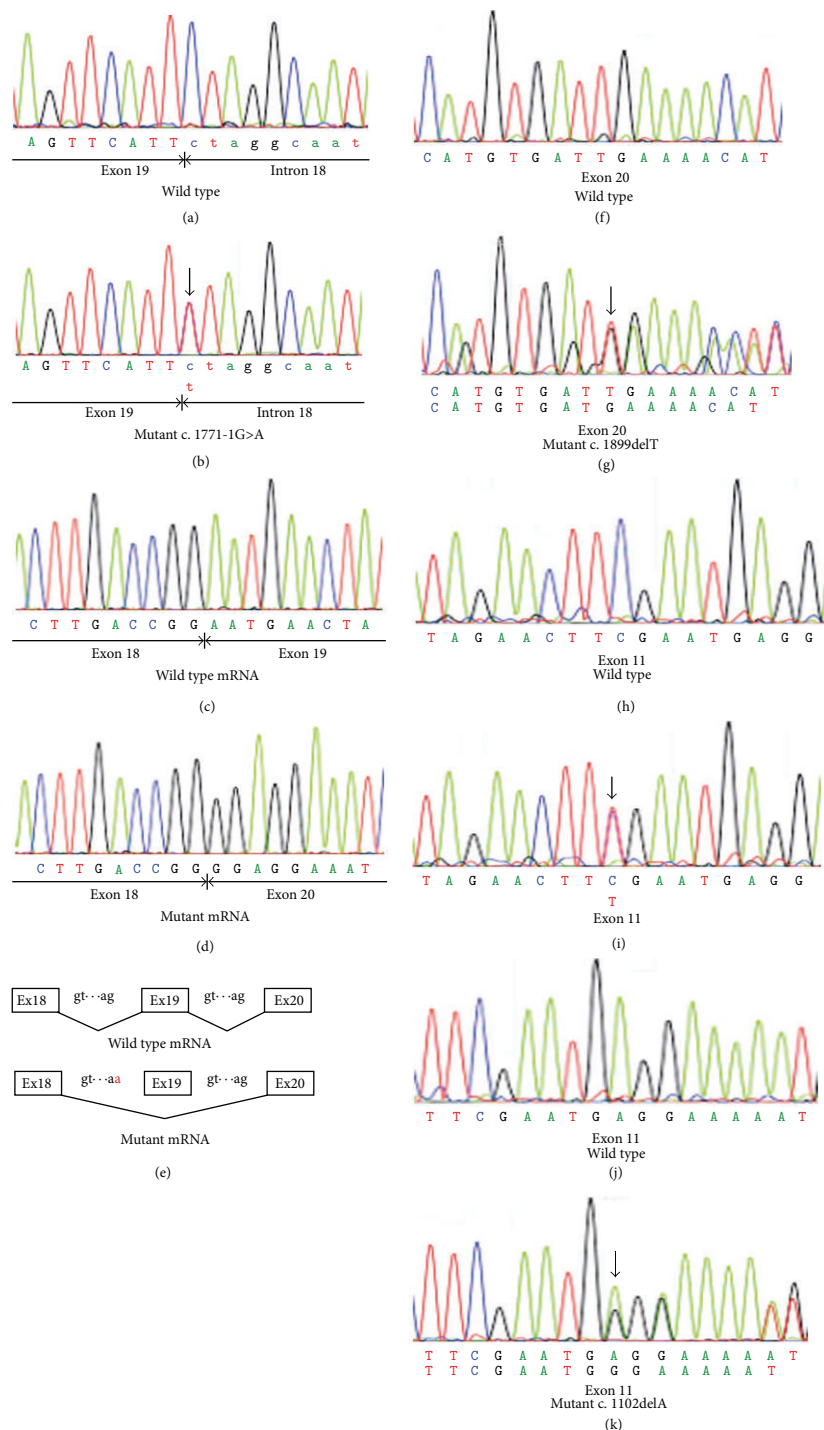 A G T T C A T T c t a g g c a a t
Exon 19 Intron 18
Wild type
(a)
A G T T C A T T c t a g g c a a t
t
Exon 19 Intron 18
Mutant c. 1771-1G>A
(b)
C T T G A C C G G A A T G A A C T A
Exon 18 Exon 19
Wild type mRNA
(c)
C T T G A C C G G G G A G G A A A T
Exon 18 Exon 20
Mutant mRNA
(d)
Ex18 gt···ag Ex19 gt···ag Ex20
Wild type mRNA
Ex18 gt···aa Ex19 gt···ag Ex20
Mutant mRNA
(e)
C A T G T G A T T G A A A A C A T
Exon 20
Wild type
(f)
C A T G T G A T T G A A A A C A T
C A T G T G A T G A A A A C A T
Exon 20
Mutant c. 1899delT
(g)
T A G A A C T T C G A A T G A G G
Exon 11
Wild type
(h)
T A G A A C T T C G A A T G A G G
T
Exon 11
(i)
T T C G A A T G A G G A A A A A T
Exon 11
Wild type
(j)
T T C G A A T G A G G A A A A A T
T T C G A A T G G G A A A A A T
Exon 11
Mutant c. 1102delA
(k)